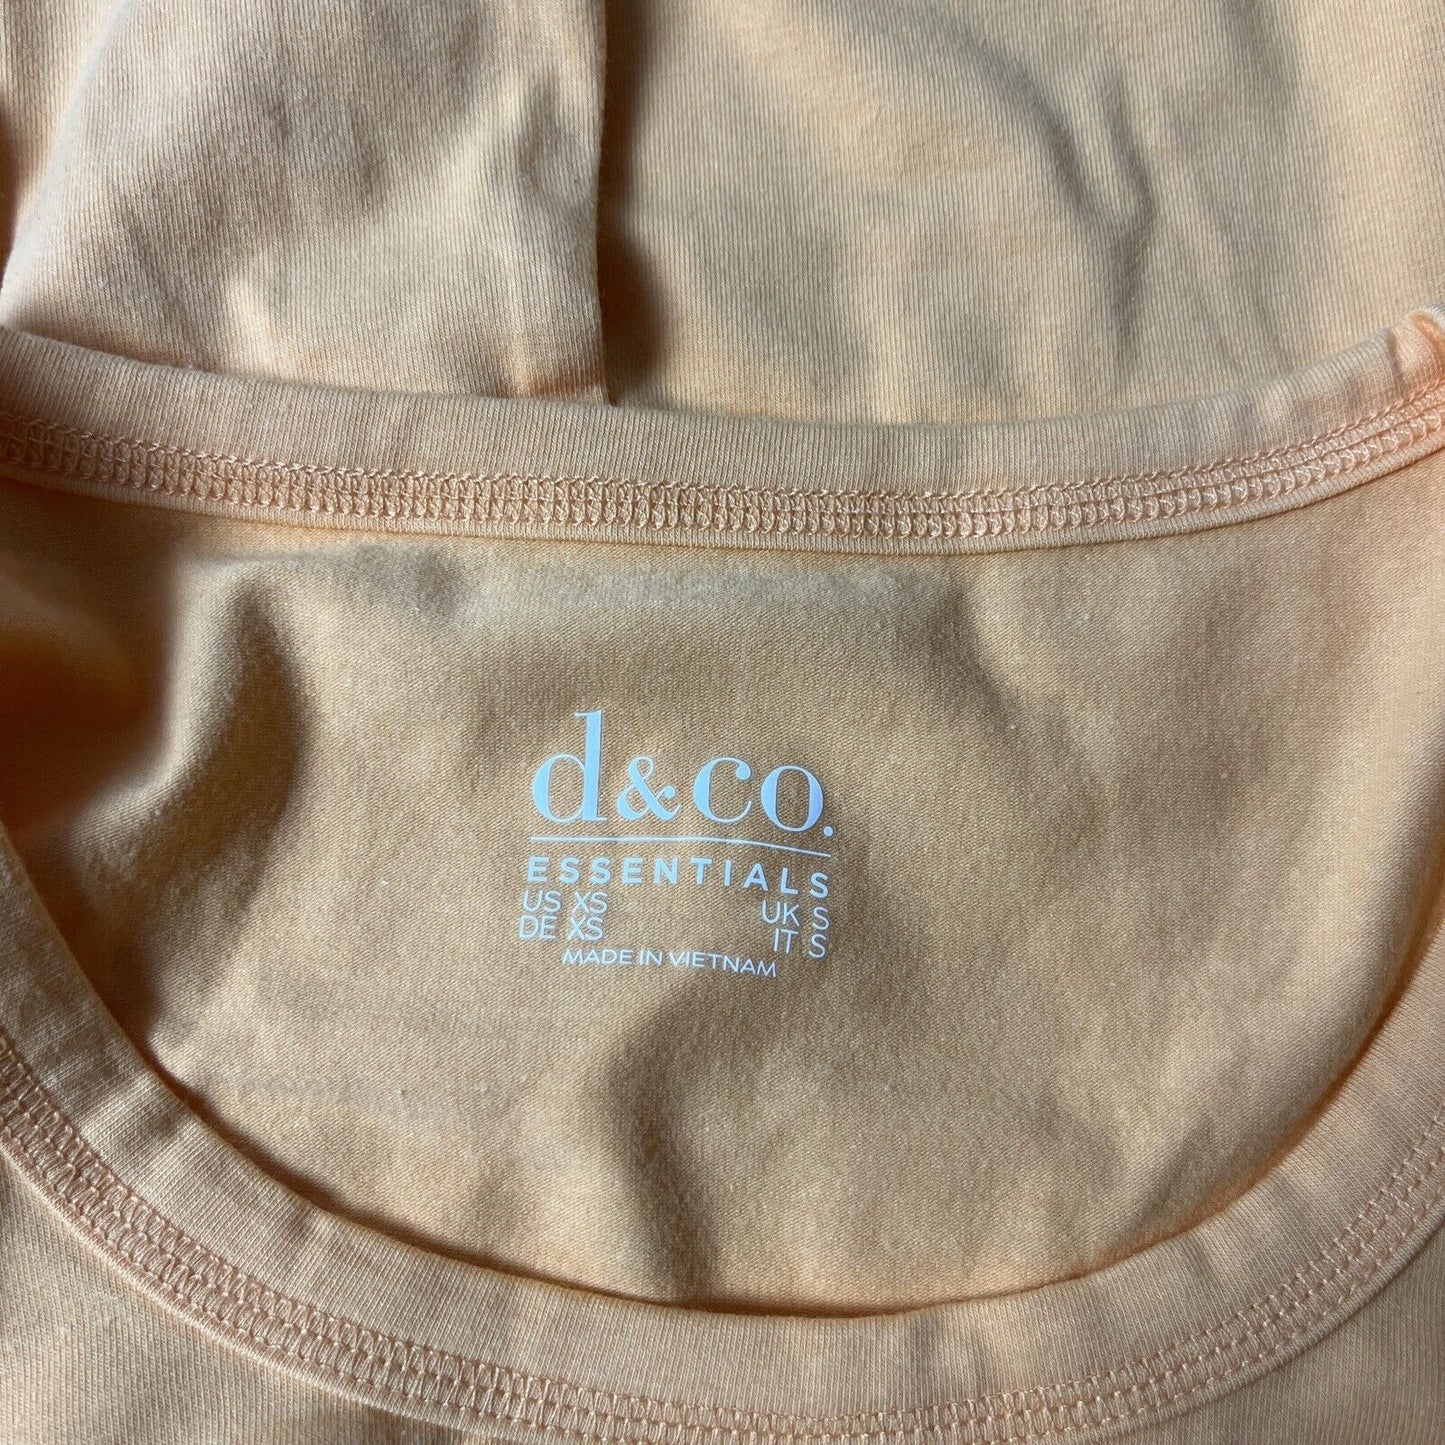 d&co.
ESSENTIALS
US XS UK S
DE XS IT S
MADE IN VIETNAM